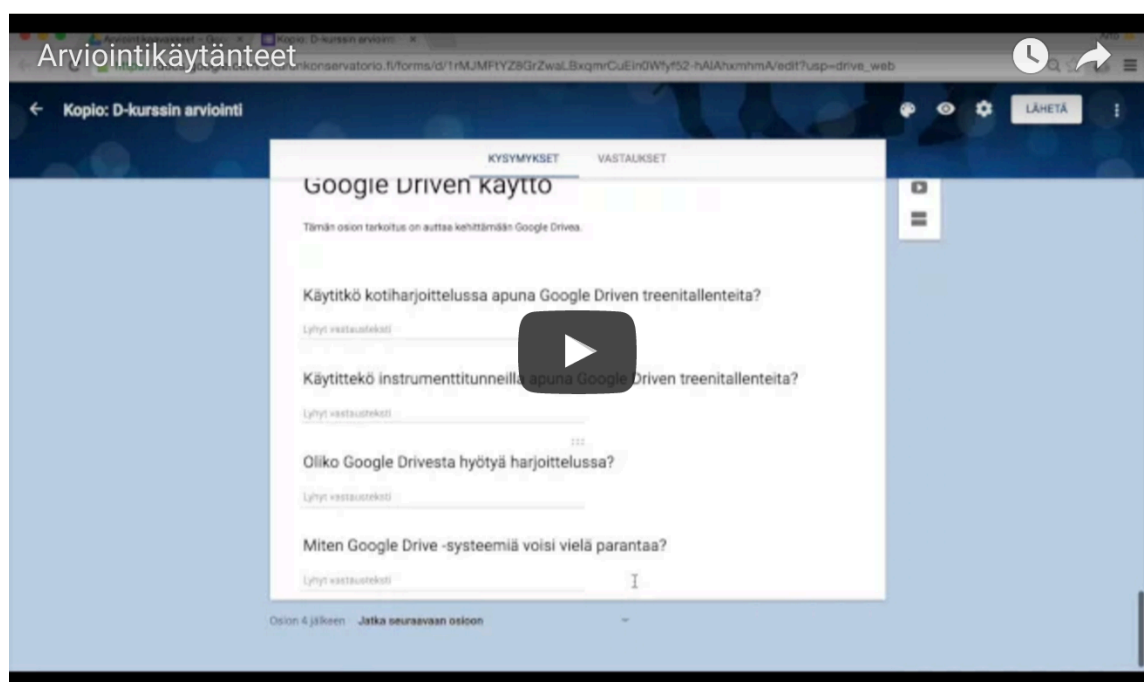 Arviointikäytänteet
Kopio: D-kurssin arviointi
LÄHETÄ
KYSYMYKSET VASTAUKSET
Google Driven käyttö
Tämän osion tarkoitus on auttaa kehittämään Google Drivea.
Käytitkö kotiharjoittelussa apuna Google Driven treenitallenteita?
Lyhyt vastausteksti
Käytittekö instrumenttitunneilla apuna Google Driven treenitallenteita?
Lyhyt vastausteksti
Oliko Google Drivesta hyötyä harjoittelussa?
Lyhyt vastausteksti
Miten Google Drive -systeemiä voisi vielä parantaa?
Lyhyt vastausteksti
Osion 4 jälkeen Jatka seuraavaan osioon